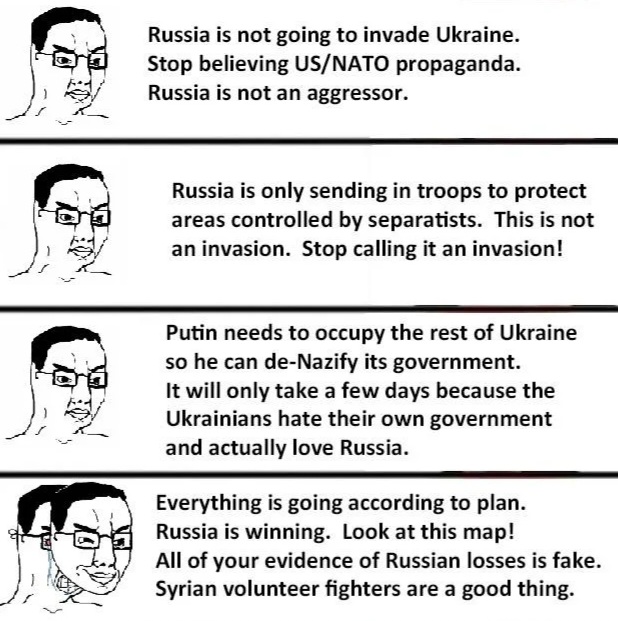 Russia is not going to invade Ukraine.
Stop believing US/NATO propaganda.
Russia is not an aggressor.
Russia is only sending in troops to protect
areas controlled by separatists.  This is not
an invasion.  Stop calling it an invasion!
Putin needs to occupy the rest of Ukraine
so he can de-Nazify its government.
It will only take a few days because the
Ukrainians hate their own government
and actually love Russia.
Everything is going according to plan.
Russia is winning.  Look at this map!
All of your evidence of Russian losses is fake.
Syrian volunteer fighters are a good thing.